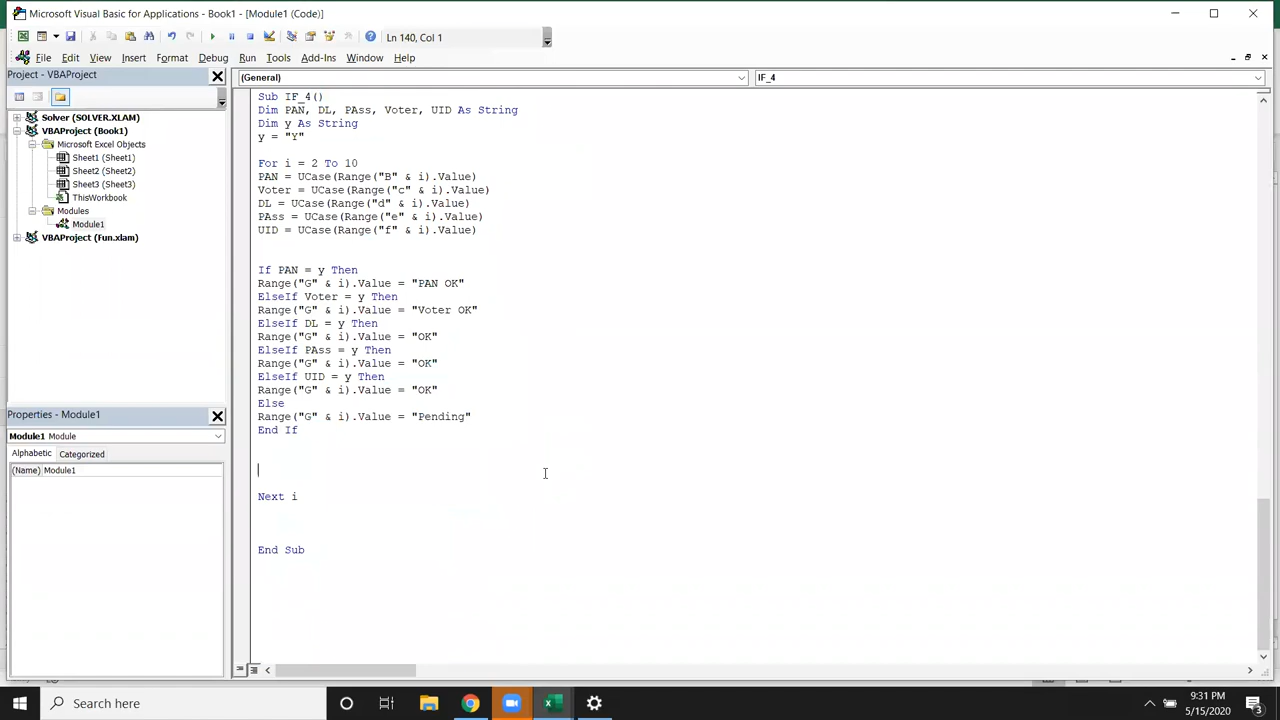 Microsoft Visual Basic for Applications - Book1 - [Module1 (Code)]
Ln 140, Col 1
File Edit View Insert Format Debug Run Tools Add-Ins Window Help
Project - VBAProject
(General)
IF_4
Solver (SOLVER.XLAM)
VBAProject (Book1)
Microsoft Excel Objects
Sheet1 (Sheet1)
Sheet2 (Sheet2)
Sheet3 (Sheet3)
ThisWorkbook
Modules
Module1
VBAProject (Fun.xlam)
Properties - Module1
Module1 Module
Alphabetic Categorized
(Name) Module1
Sub IF_4()
Dim PAN, DL, PAss, Voter, UID As String
Dim y As String
y = "Y"
For i = 2 To 10
PAN = UCase(Range("B" & i).Value)
Voter = UCase(Range("c" & i).Value)
DL = UCase(Range("d" & i).Value)
PAss = UCase(Range("e" & i).Value)
UID = UCase(Range("f" & i).Value)
If PAN = y Then
Range("G" & i).Value = "PAN OK"
ElseIf Voter = y Then
Range("G" & i).Value = "Voter OK"
ElseIf DL = y Then
Range("G" & i).Value = "OK"
ElseIf PAss = y Then
Range("G" & i).Value = "OK"
ElseIf UID = y Then
Range("G" & i).Value = "OK"
Else
Range("G" & i).Value = "Pending"
End If
Next i
End Sub
Search here
9:31 PM
5/15/2020
3